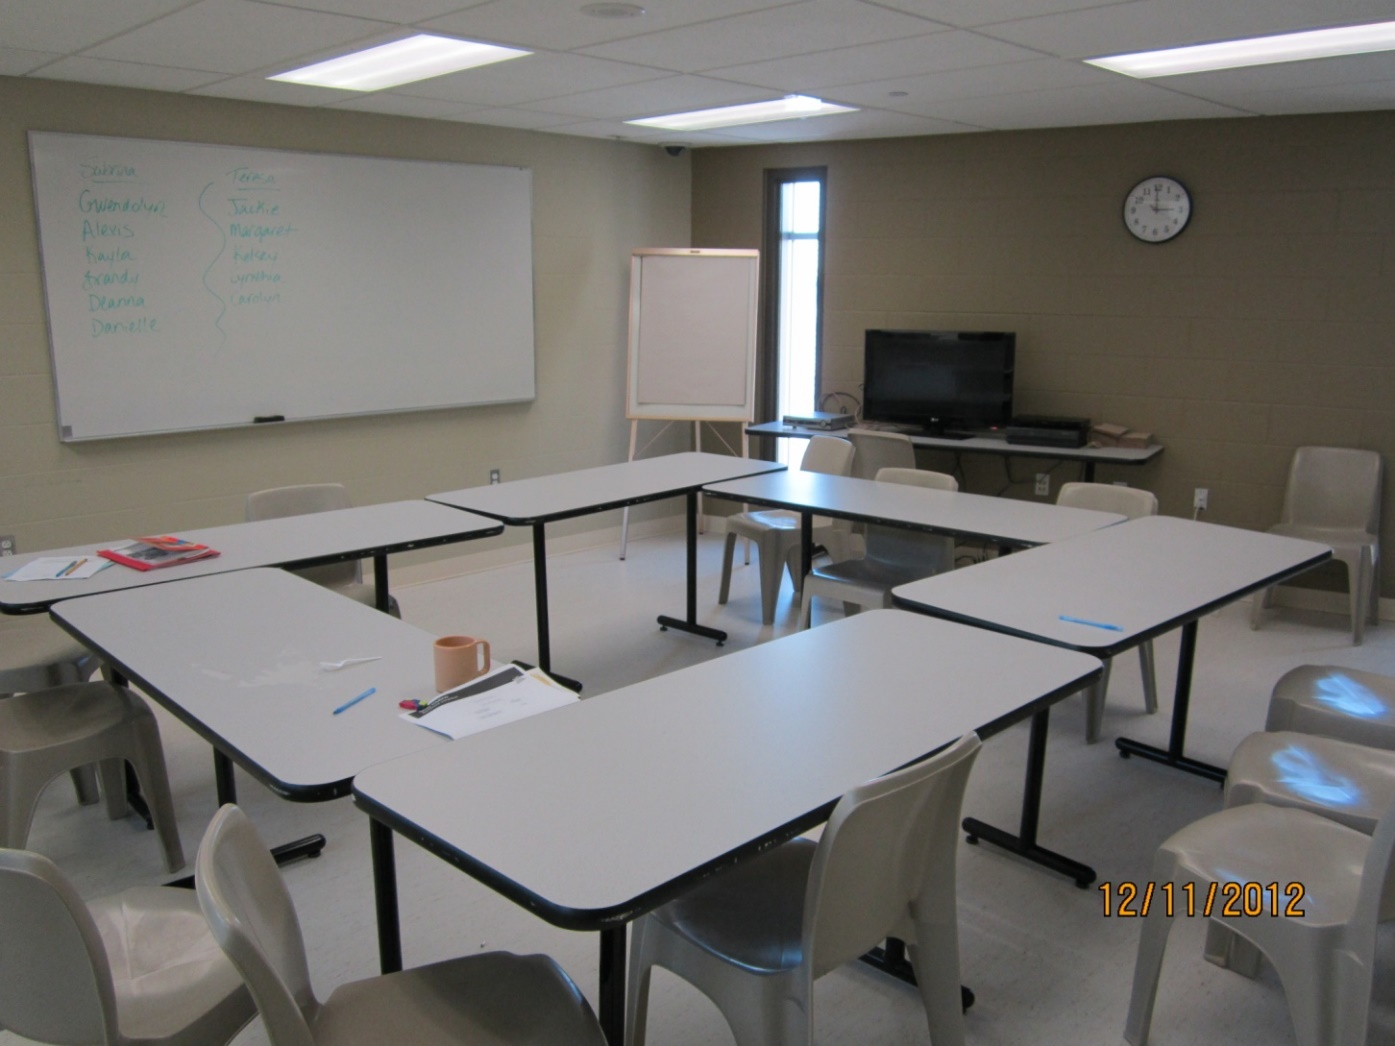 Sabrina
Gwendolyn
Alexis
Kayla
Brandy
Deanna
Danielle
Teresa
Jackie
Margaret
Kelsey
Cynthia
Carolyn
12/11/2012